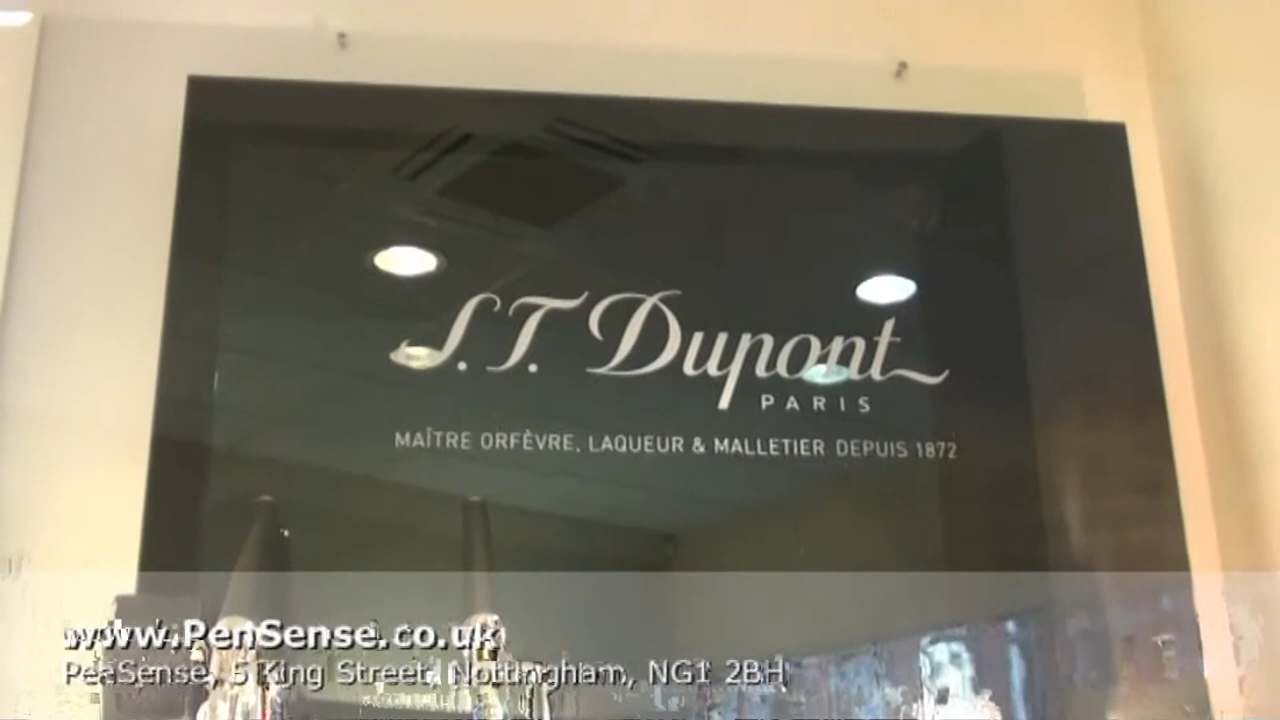 S.T. Dupont
PARIS
MAÎTRE ORFÈVRE, LAQUEUR & MALLETIER DEPUIS 1872
www.PenSense.co.uk
PenSense, 5 King Street, Nottingham, NG1 2BH